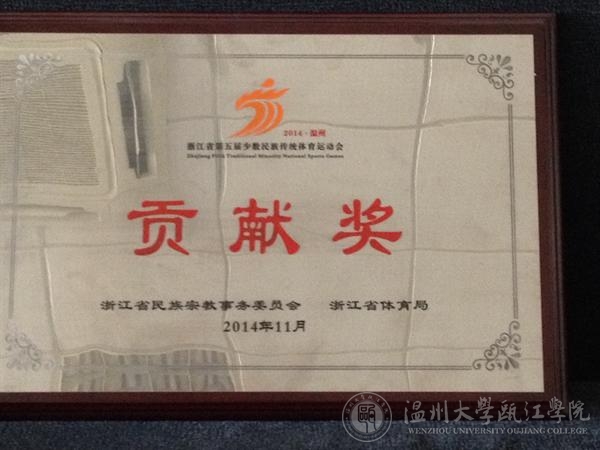 2014·温州
浙江省第五届少数民族传统体育运动会
Zhejiang Fifth Traditional Minority National Sports Games
贡献奖
浙江省民族宗教事务委员会 浙江省体育局
2014年11月
温州大学瓯江学院
WENZHOU UNIVERSITY OUJIANG COLLEGE